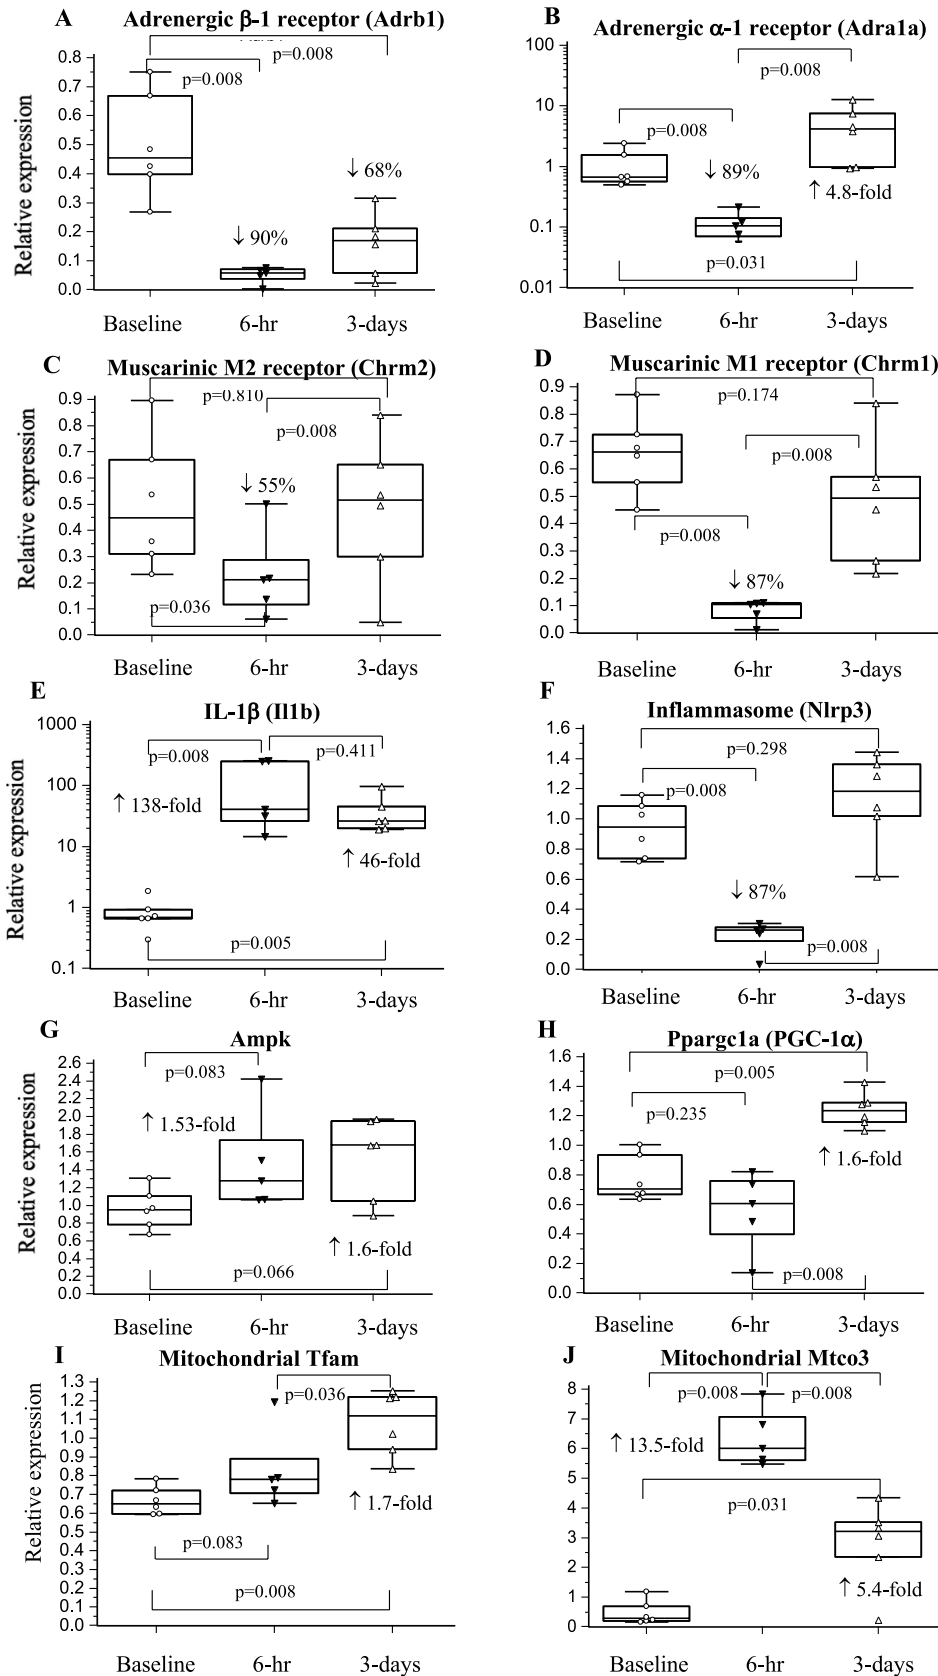 A
Adrenergic β-1 receptor (Adrb1)
p=0.008
p=0.008
↓ 68%
↓ 90%
Relative expression
0.8
0.7
0.6
0.5
0.4
0.3
0.2
0.1
0.0
Baseline 6-hr 3-days
B
Adrenergic α-1 receptor (Adra1a)
p=0.008
p=0.008
↓ 89%
↑ 4.8-fold
p=0.031
100
10
1
0.1
0.01
Baseline 6-hr 3-days
C
Muscarinic M2 receptor (Chrm2)
p=0.810
p=0.008
↓ 55%
p=0.036
Relative expression
0.9
0.8
0.7
0.6
0.5
0.4
0.3
0.2
0.1
0.0
Baseline 6-hr 3-days
D
Muscarinic M1 receptor (Chrm1)
p=0.174
p=0.008
p=0.008
↓ 87%
0.9
0.8
0.7
0.6
0.5
0.4
0.3
0.2
0.1
0.0
Baseline 6-hr 3-days
E
IL-1β (Il1b)
p=0.008
p=0.411
↑ 138-fold
↑ 46-fold
p=0.005
Relative expression
1000
100
10
1
0.1
Baseline 6-hr 3-days
F
Inflammasome (Nlrp3)
p=0.298
p=0.008
↓ 87%
p=0.008
1.6
1.4
1.2
1.0
0.8
0.6
0.4
0.2
0.0
Baseline 6-hr 3-days
G
Ampk
p=0.083
↑ 1.53-fold
↑ 1.6-fold
p=0.066
Relative expression
2.6
2.4
2.2
2.0
1.8
1.6
1.4
1.2
1.0
0.8
0.6
0.4
0.2
0.0
Baseline 6-hr 3-days
H
Ppargc1a (PGC-1α)
p=0.005
p=0.235
↑ 1.6-fold
p=0.008
1.6
1.4
1.2
1.0
0.8
0.6
0.4
0.2
0.0
Baseline 6-hr 3-days
I
Mitochondrial Tfam
p=0.036
↑ 1.7-fold
p=0.083
p=0.008
Relative expression
1.3
1.2
1.1
1.0
0.9
0.8
0.7
0.6
0.5
0.4
0.3
0.2
0.1
0.0
Baseline 6-hr 3-days
J
Mitochondrial Mtco3
p=0.008 p=0.008
↑ 13.5-fold
p=0.031
↑ 5.4-fold
8
7
6
5
4
3
2
1
0
Baseline 6-hr 3-days